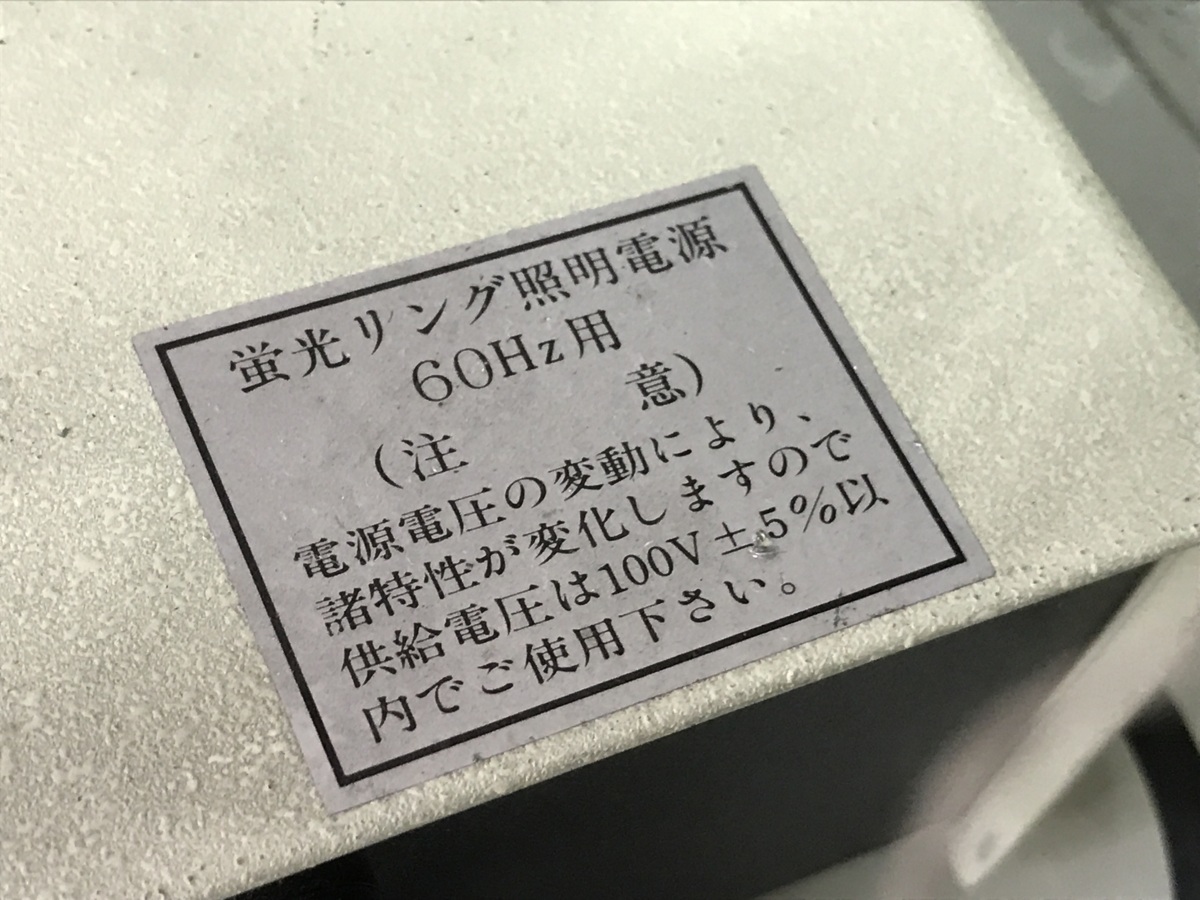 蛍光リング照明電源
60Hz用
（注　　　意）
電源電圧の変動により、
諸特性が変化しますので
供給電圧は100V±5%以
内でご使用下さい。